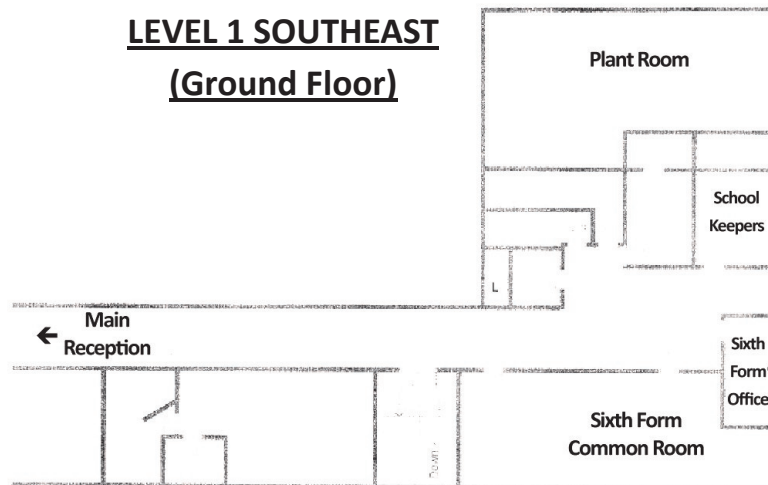 LEVEL 1 SOUTHEAST
(Ground Floor)
Plant Room
School
Keepers
L
← Main
Reception
Sixth
Form
Office
Sixth Form
Common Room